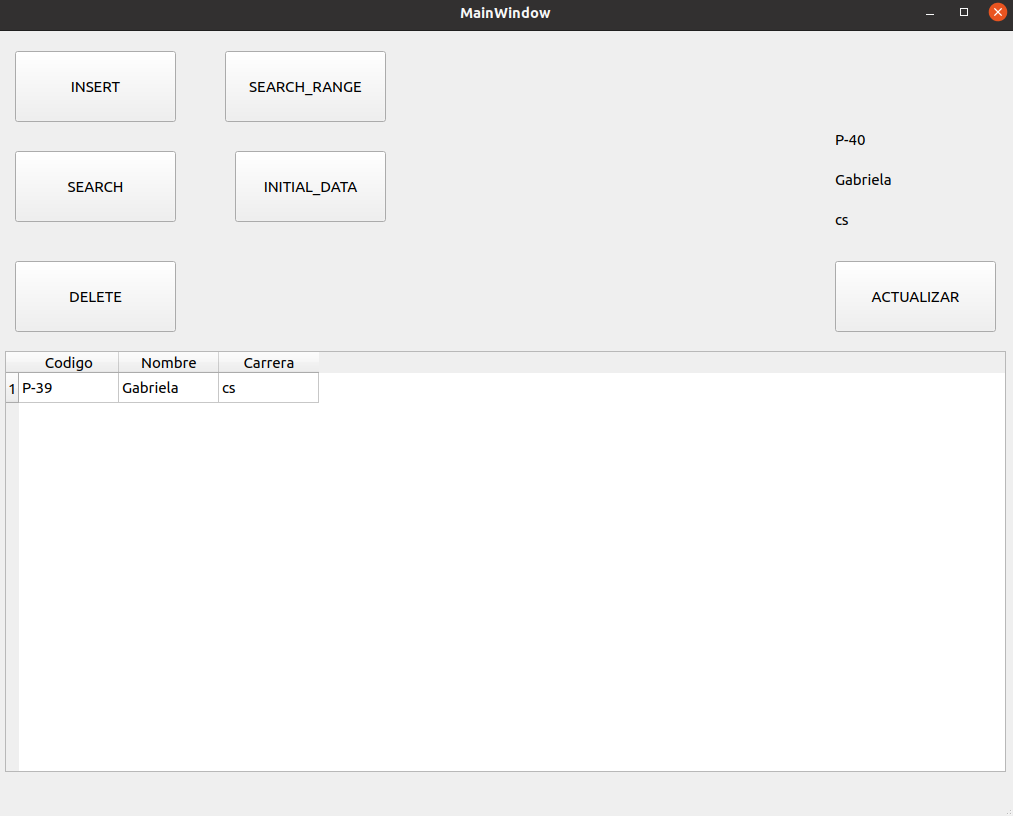 MainWindow
INSERT
SEARCH_RANGE
P-40
SEARCH
INITIAL_DATA
Gabriela
cs
DELETE
ACTUALIZAR
Codigo Nombre Carrera
1 P-39 Gabriela cs